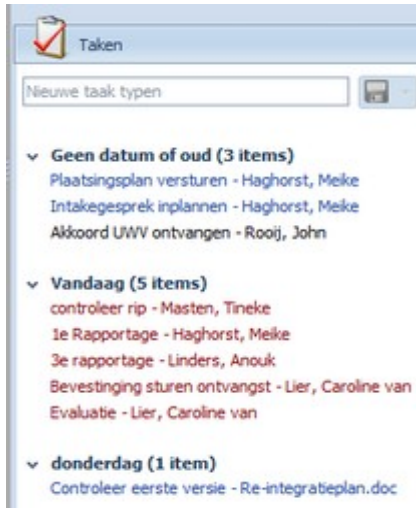 Taken
Nieuwe taak typen
Geen datum of oud (3 items)
Plaatsingsplan versturen - Haghorst, Meike
Intakegesprek inplannen - Haghorst, Meike
Akkoord UWV ontvangen - Rooij, John
Vandaag (5 items)
controleer rip - Masten, Tineke
1e Rapportage - Haghorst, Meike
3e rapportage - Linders, Anouk
Bevestinging sturen ontvangst - Lier, Caroline van
Evaluatie - Lier, Caroline van
donderdag (1 item)
Controleer eerste versie - Re-integratieplan.doc